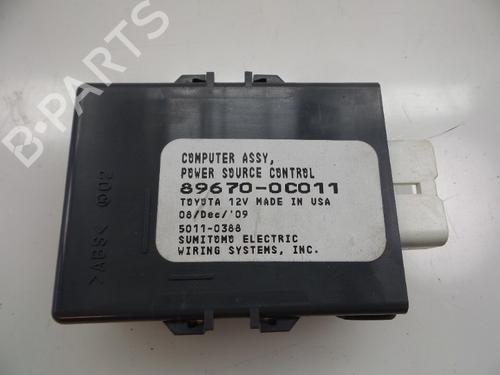 B-PARTS
COMPUTER ASSY,
POWER SOURCE CONTROL
89670-0C011
TOYOTA 12V MADE IN USA
08/Dec/'09
5011-0388
SUMITOMO ELECTRIC
WIRING SYSTEMS, INC.
>ABS<